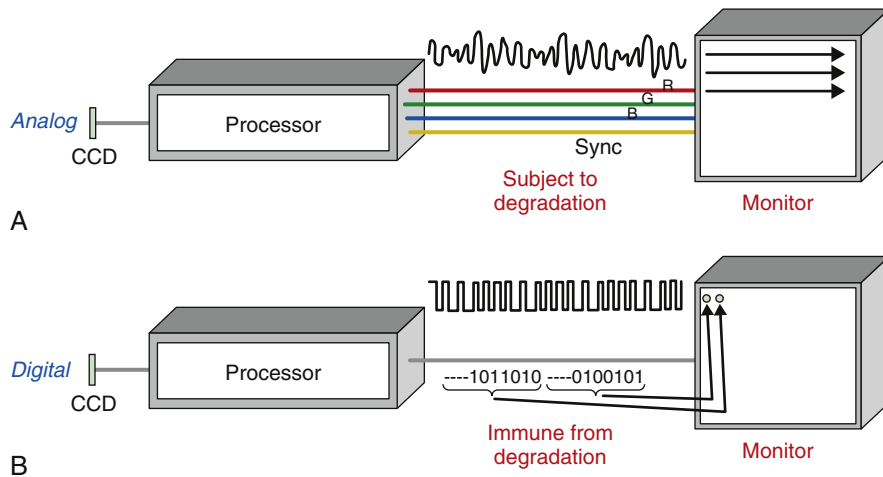 R
G
B
Analog
Processor
CCD
Sync
Subject to
degradation
Monitor
A
Digital
Processor
----1011010 ----0100101
CCD
Immune from
degradation
Monitor
B